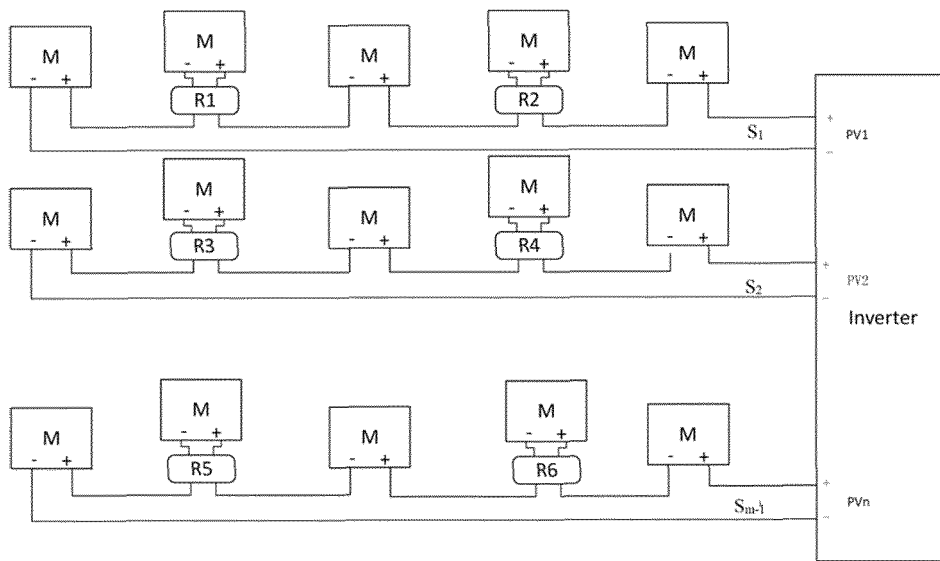 M M M M M
- + - + - + - + - +
R1 R2
S1 + PV1
-
M M M M M
- + - + - + - + - +
R3 R4
+ PV2
S2 -
Inverter
M M M M M
- + - + - + - + - +
R5 R6
+
Sm-1 - PVn